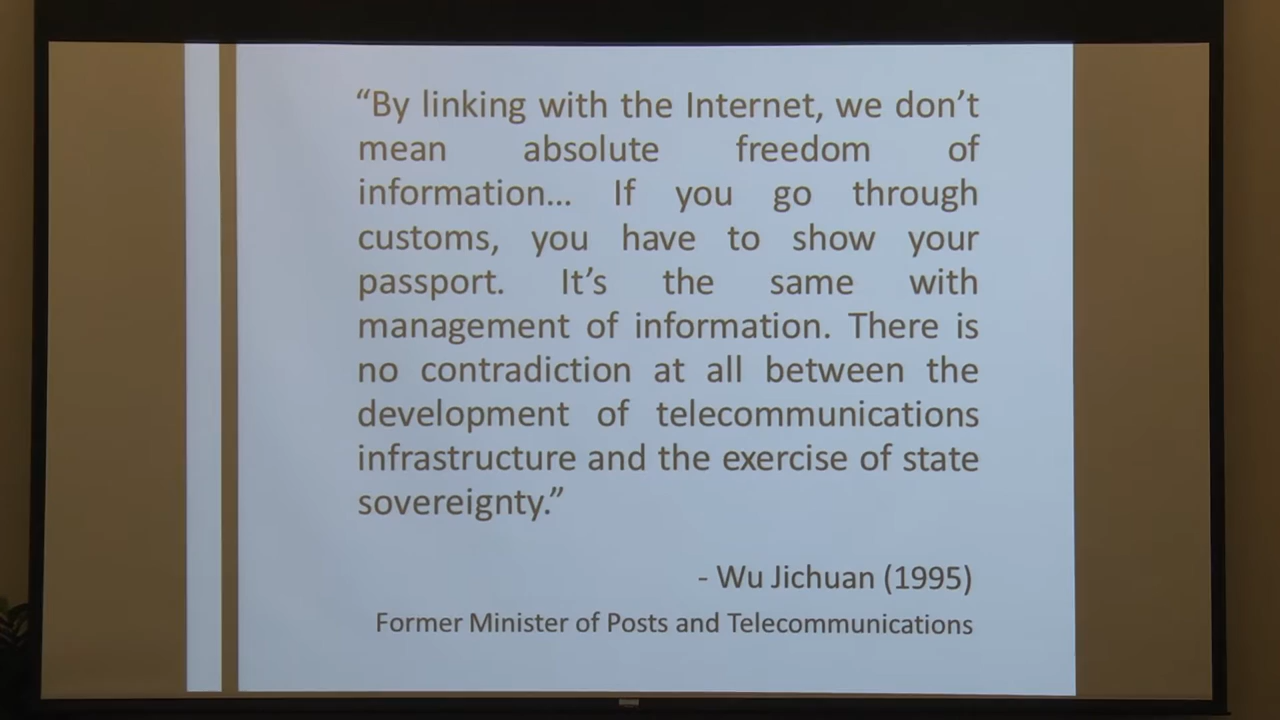 “By linking with the Internet, we don’t
mean absolute freedom of
information... If you go through
customs, you have to show your
passport. It’s the same with
management of information. There is
no contradiction at all between the
development of telecommunications
infrastructure and the exercise of state
sovereignty.”
- Wu Jichuan (1995)
Former Minister of Posts and Telecommunications